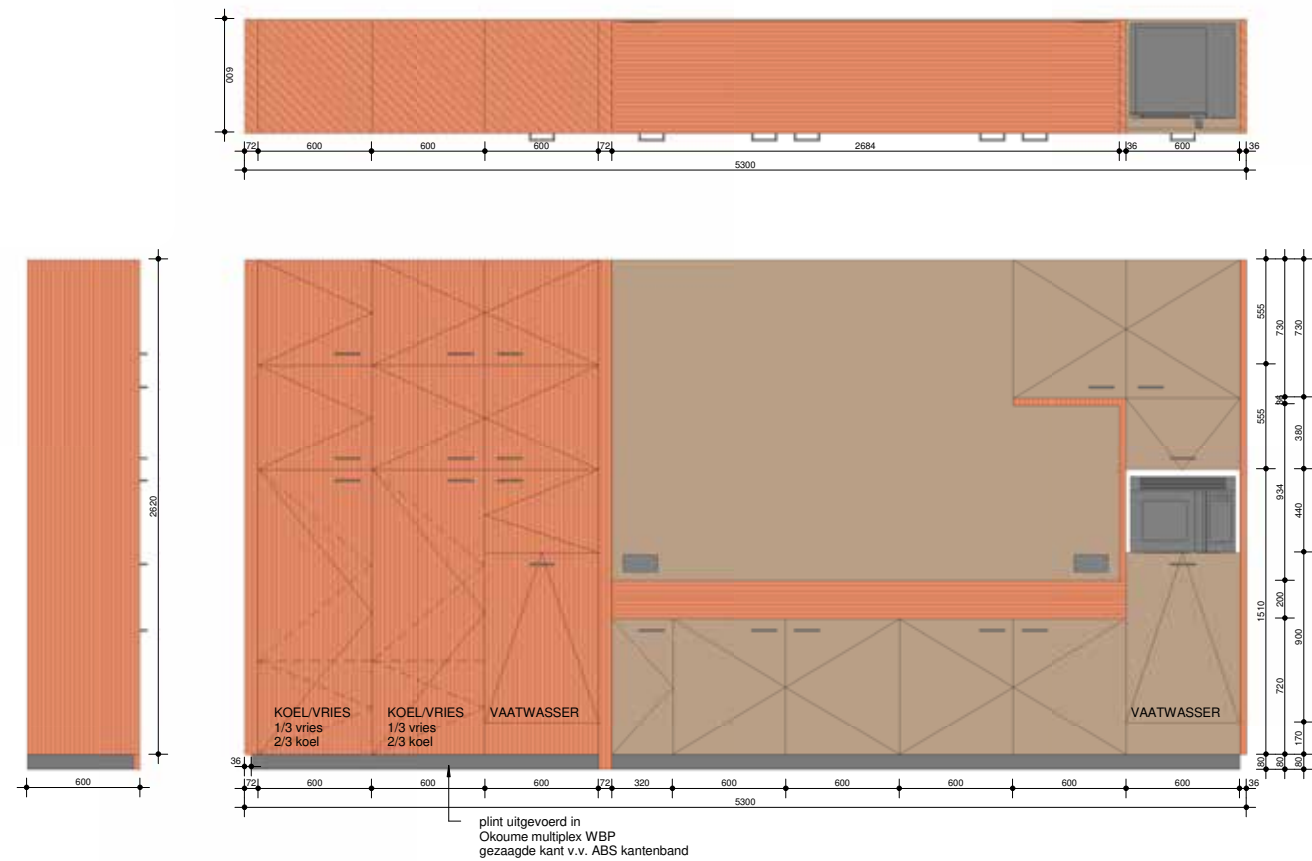 600
72 600 600 600 72 2684 36 600 36
5300
2620
555 730 730
555 36 380
934 440
1510 200 900
720
170
80 80 80
KOEL/VRIES KOEL/VRIES VAATWASSER VAATWASSER
1/3 vries 1/3 vries
2/3 koel 2/3 koel
36
600 72 600 600 600 72 320 600 600 600 600 600 36
5300
plint uitgevoerd in
Okoume multiplex WBP
gezaagde kant v.v. ABS kantenband